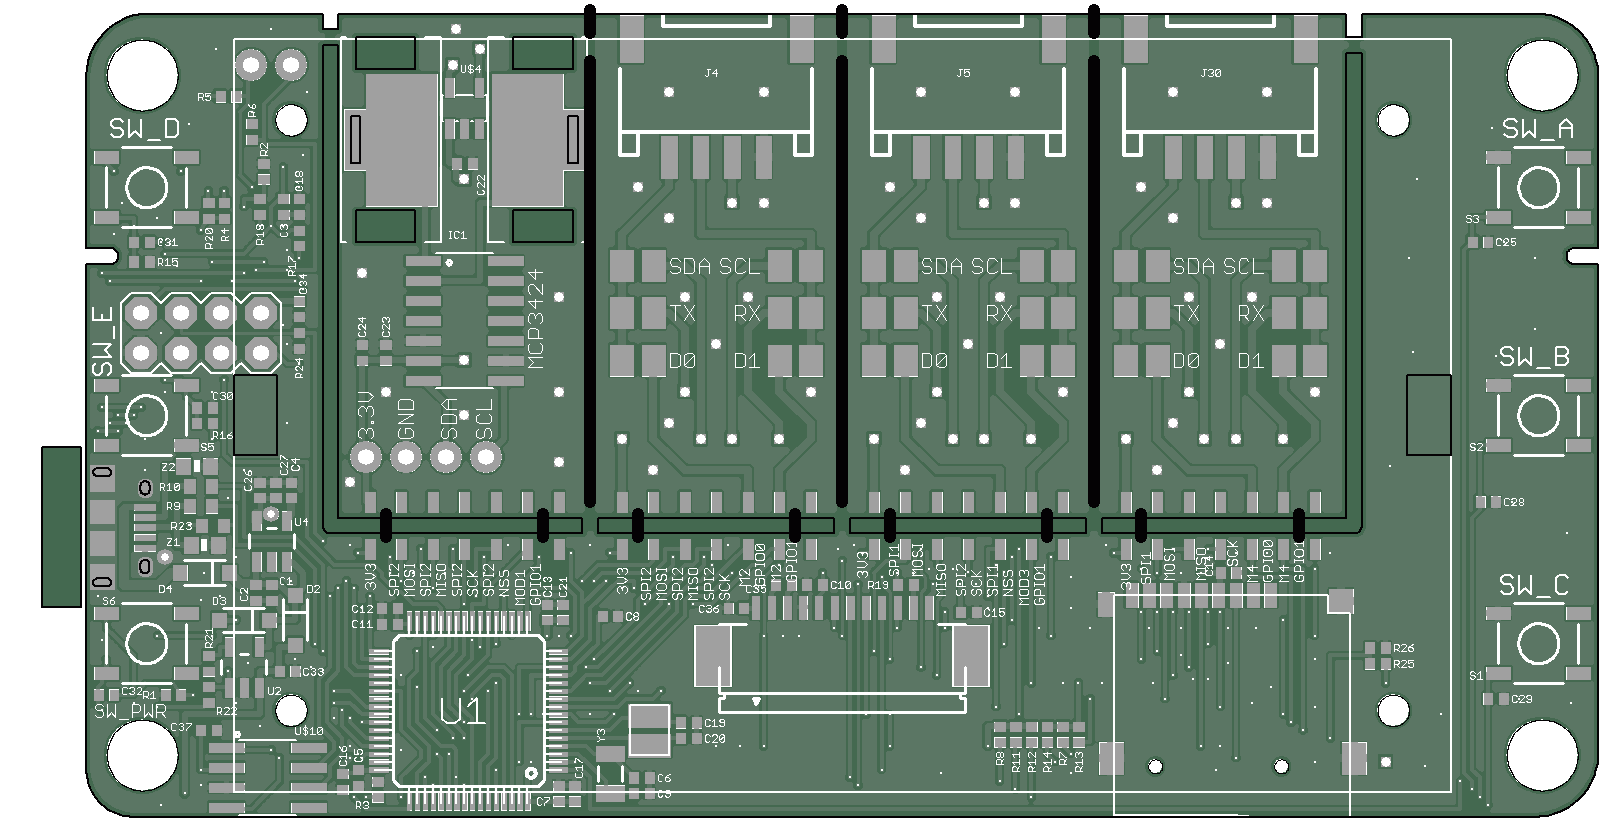 U$4
J4
J5
J30
R5
R6
SW_D
SW_A
R2
C22
C18
S3
R20
R4
R18
C3
IC1
C31
C25
R15
R17
SDA SCL
SDA SCL
SDA SCL
C34
MCP3424
TX RX
TX RX
TX RX
SW_E
C24
C23
D0 D1
D0 D1
D0 D1
SW_B
R24
C30
3.3V
GND
SDA
SCL
R16
S5
S2
Z2
C26
C27
C4
R10
R9
C28
R23
U4
Z1
3V3
SPI2
MOSI
SPI2
MISO
SPI2
SCK
SPI2
NSS
MOD1
GPIO1
3V3
SPI2
MOSI
SPI2
MISO
SPI2
SCK
M2
GPIO0
M2
GPIO1
3V3
SPI1
MOSI
MISO
SPI2
SCK
SPI1
NSS
MOD3
GPIO1
3V3
SPI1
MOSI
MISO
SCK
M4
GPIO0
M4
GPIO1
D4
C1
D2
C2
D3
C13
C21
C10
SW_C
S6
C12
C11
C8
C36
C15
R21
R26
R25
C33
S1
C32
R1
U2
U1
SW_PWR
R22
C29
C37
U$10
C19
C20
Y3
C16
C5
C17
R8
R11
R12
R14
R7
R13
C6
C7
R3